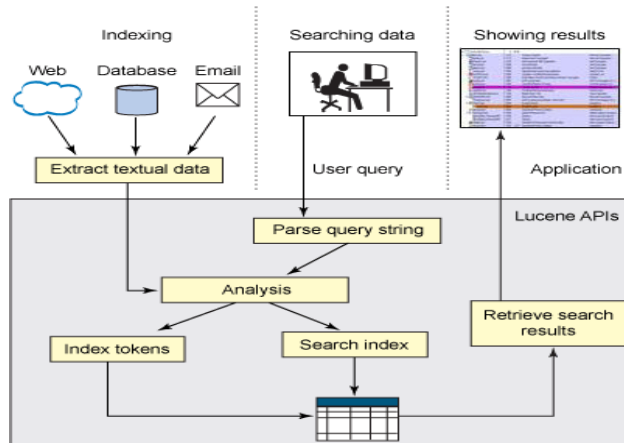 Indexing
Searching data
Showing results
Web
Database
Email
Extract textual data
User query
Application
Lucene APIs
Parse query string
Analysis
Retrieve search
results
Index tokens
Search index